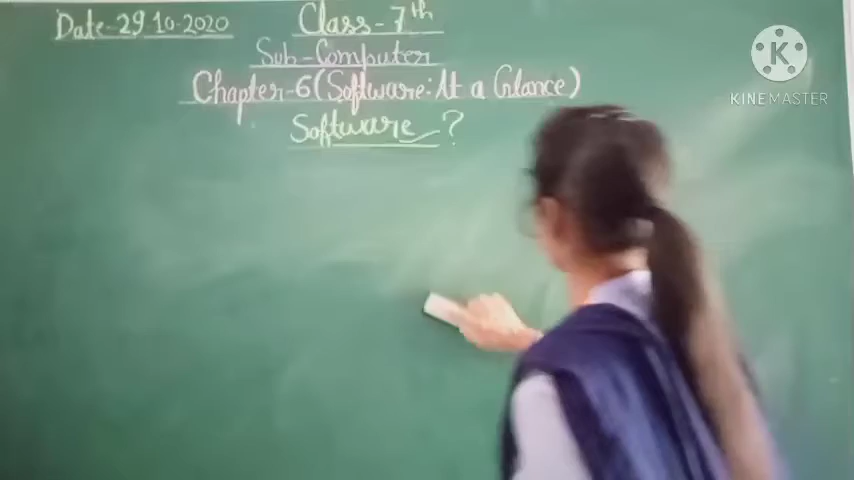 Date-29.10.2020
Class-7th
Sub-Computer
Chapter-6(Software: At a Glance)
Software?
KINEMASTER